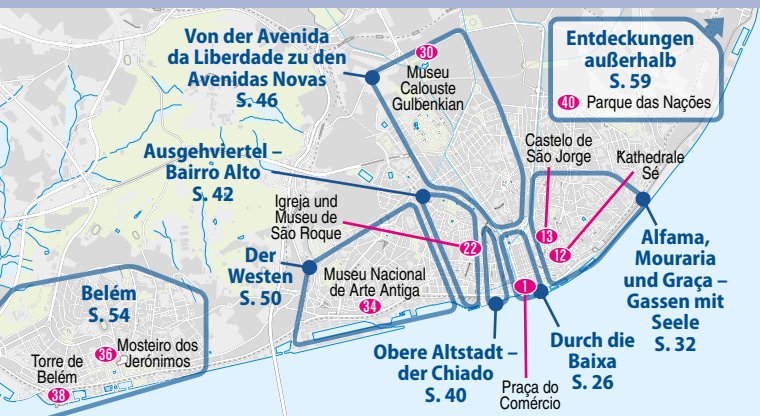 Von der Avenida
da Liberdade zu den
Avenidas Novas
S. 46
30
Museu
Calouste
Gulbenkian
Entdeckungen
außerhalb
S. 59
40 Parque das Nações
Ausgehviertel –
Bairro Alto
S. 42
Castelo de
São Jorge
Kathedrale
Sé
Igreja und
Museu de
São Roque
22
13
12
Alfama,
Mouraria
und Graça –
Gassen mit
Seele
S. 32
Der
Westen
S. 50
Museu Nacional
de Arte Antiga
34
1
Belém
S. 54
36
Mosteiro dos
Jerónimos
Torre de
Belém
38
Obere Altstadt –
der Chiado
S. 40
Durch die
Baixa
S. 26
Praça do
Comércio